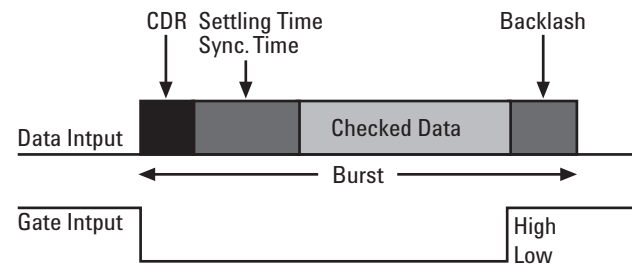 CDR
Settling Time
Sync. Time
Backlash
Data Intput
Checked Data
Burst
Gate Intput
High
Low